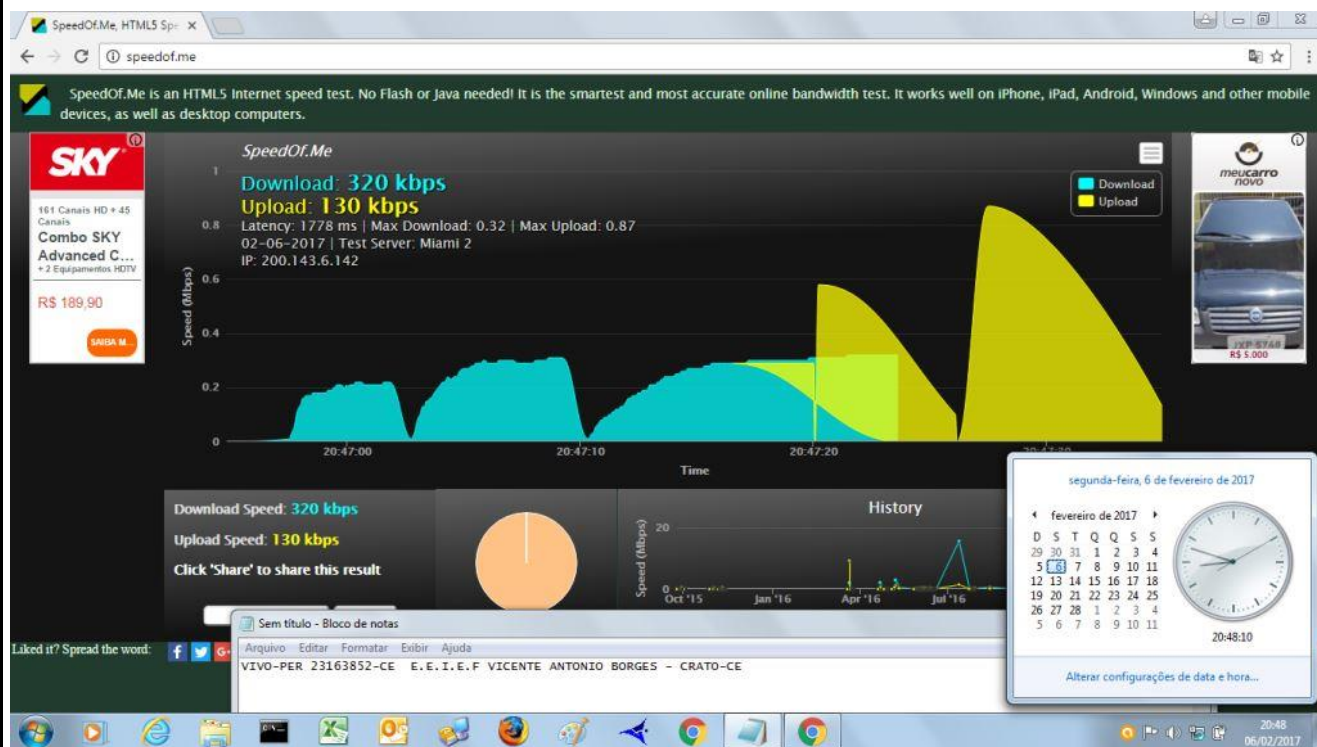 SpeedOf.Me, HTML5 Spe
speedof.me
SpeedOf.Me is an HTML5 Internet speed test. No Flash or Java needed! It is the smartest and most accurate online bandwidth test. It works well on iPhone, iPad, Android, Windows and other mobile
devices, as well as desktop computers.
SKY
161 Canais HD + 45
Canais
Combo SKY
Advanced C...
+ 2 Equipamentos HDTV
R$ 189,90
SAIBA M...
SpeedOf.Me
Download: 320 kbps
Upload: 130 kbps
Latency: 1778 ms | Max Download: 0.32 | Max Upload: 0.87
02-06-2017 | Test Server: Miami 2
IP: 200.143.6.142
Download
Upload
Speed (Mbps)
1
0.8
0.6
0.4
0.2
0
20:47:00
20:47:10
20:47:20
Time
meucarro
novo
JXP-5748
R$ 5.000
Download Speed: 320 kbps
Upload Speed: 130 kbps
Click 'Share' to share this result
History
Speed (Mbps)
20
0
Oct '15
Jan '16
Apr '16
Jul '16
segunda-feira, 6 de fevereiro de 2017
fevereiro de 2017
D S T Q Q S S
29 30 31 1 2 3 4
5 6 7 8 9 10 11
12 13 14 15 16 17 18
19 20 21 22 23 24 25
26 27 28 1 2 3 4
5 6 7 8 9 10 11
20:48:10
Alterar configurações de data e hora...
Liked it? Spread the word:
Sem título - Bloco de notas
Arquivo Editar Formatar Exibir Ajuda
VIVO-PER 23163852-CE E.E.I.E.F VICENTE ANTONIO BORGES - CRATO-CE
20:48
06/02/2017